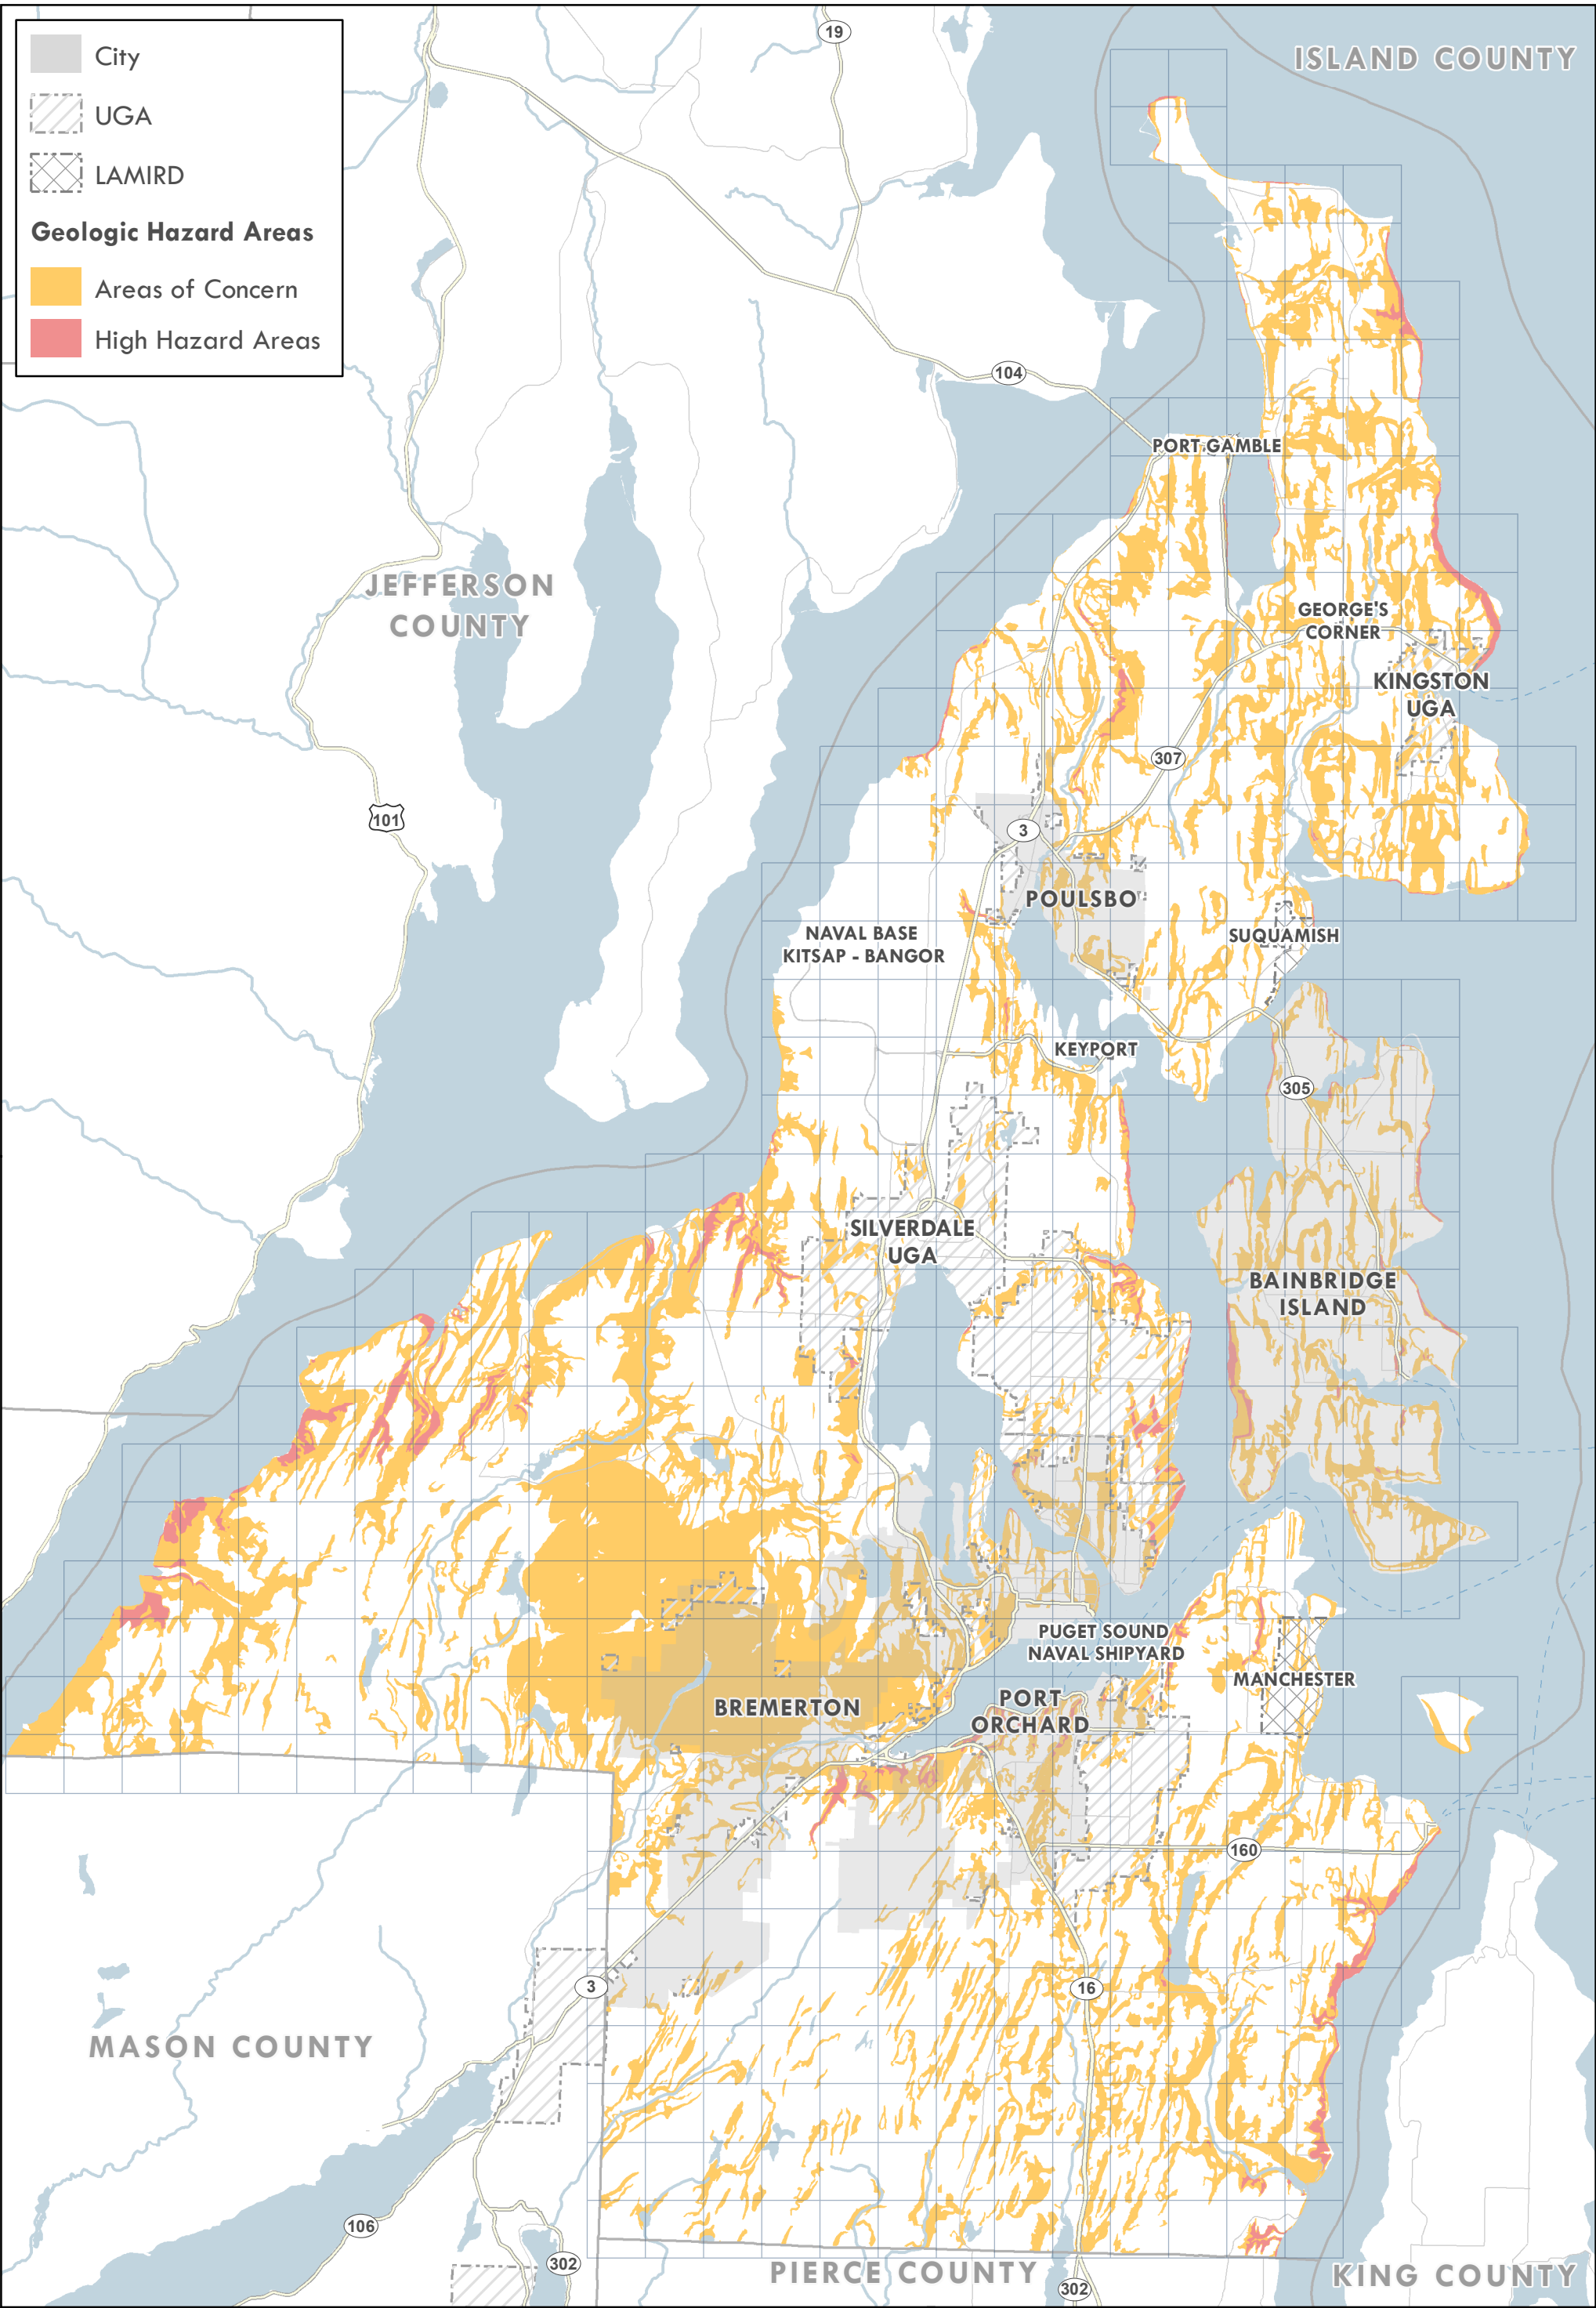 City
UGA
LAMIRD
Geologic Hazard Areas
Areas of Concern
High Hazard Areas
19
ISLAND COUNTY
104
PORT GAMBLE
JEFFERSON
COUNTY
GEORGE'S
CORNER
KINGSTON
UGA
307
101
3
POULSBO
NAVAL BASE
KITSAP - BANGOR
SUQUAMISH
KEYPORT
305
SILVERDALE
UGA
BAINBRIDGE
ISLAND
PUGET SOUND
NAVAL SHIPYARD
MANCHESTER
BREMERTON
PORT
ORCHARD
160
3
16
MASON COUNTY
106
302
PIERCE COUNTY
302
KING COUNTY